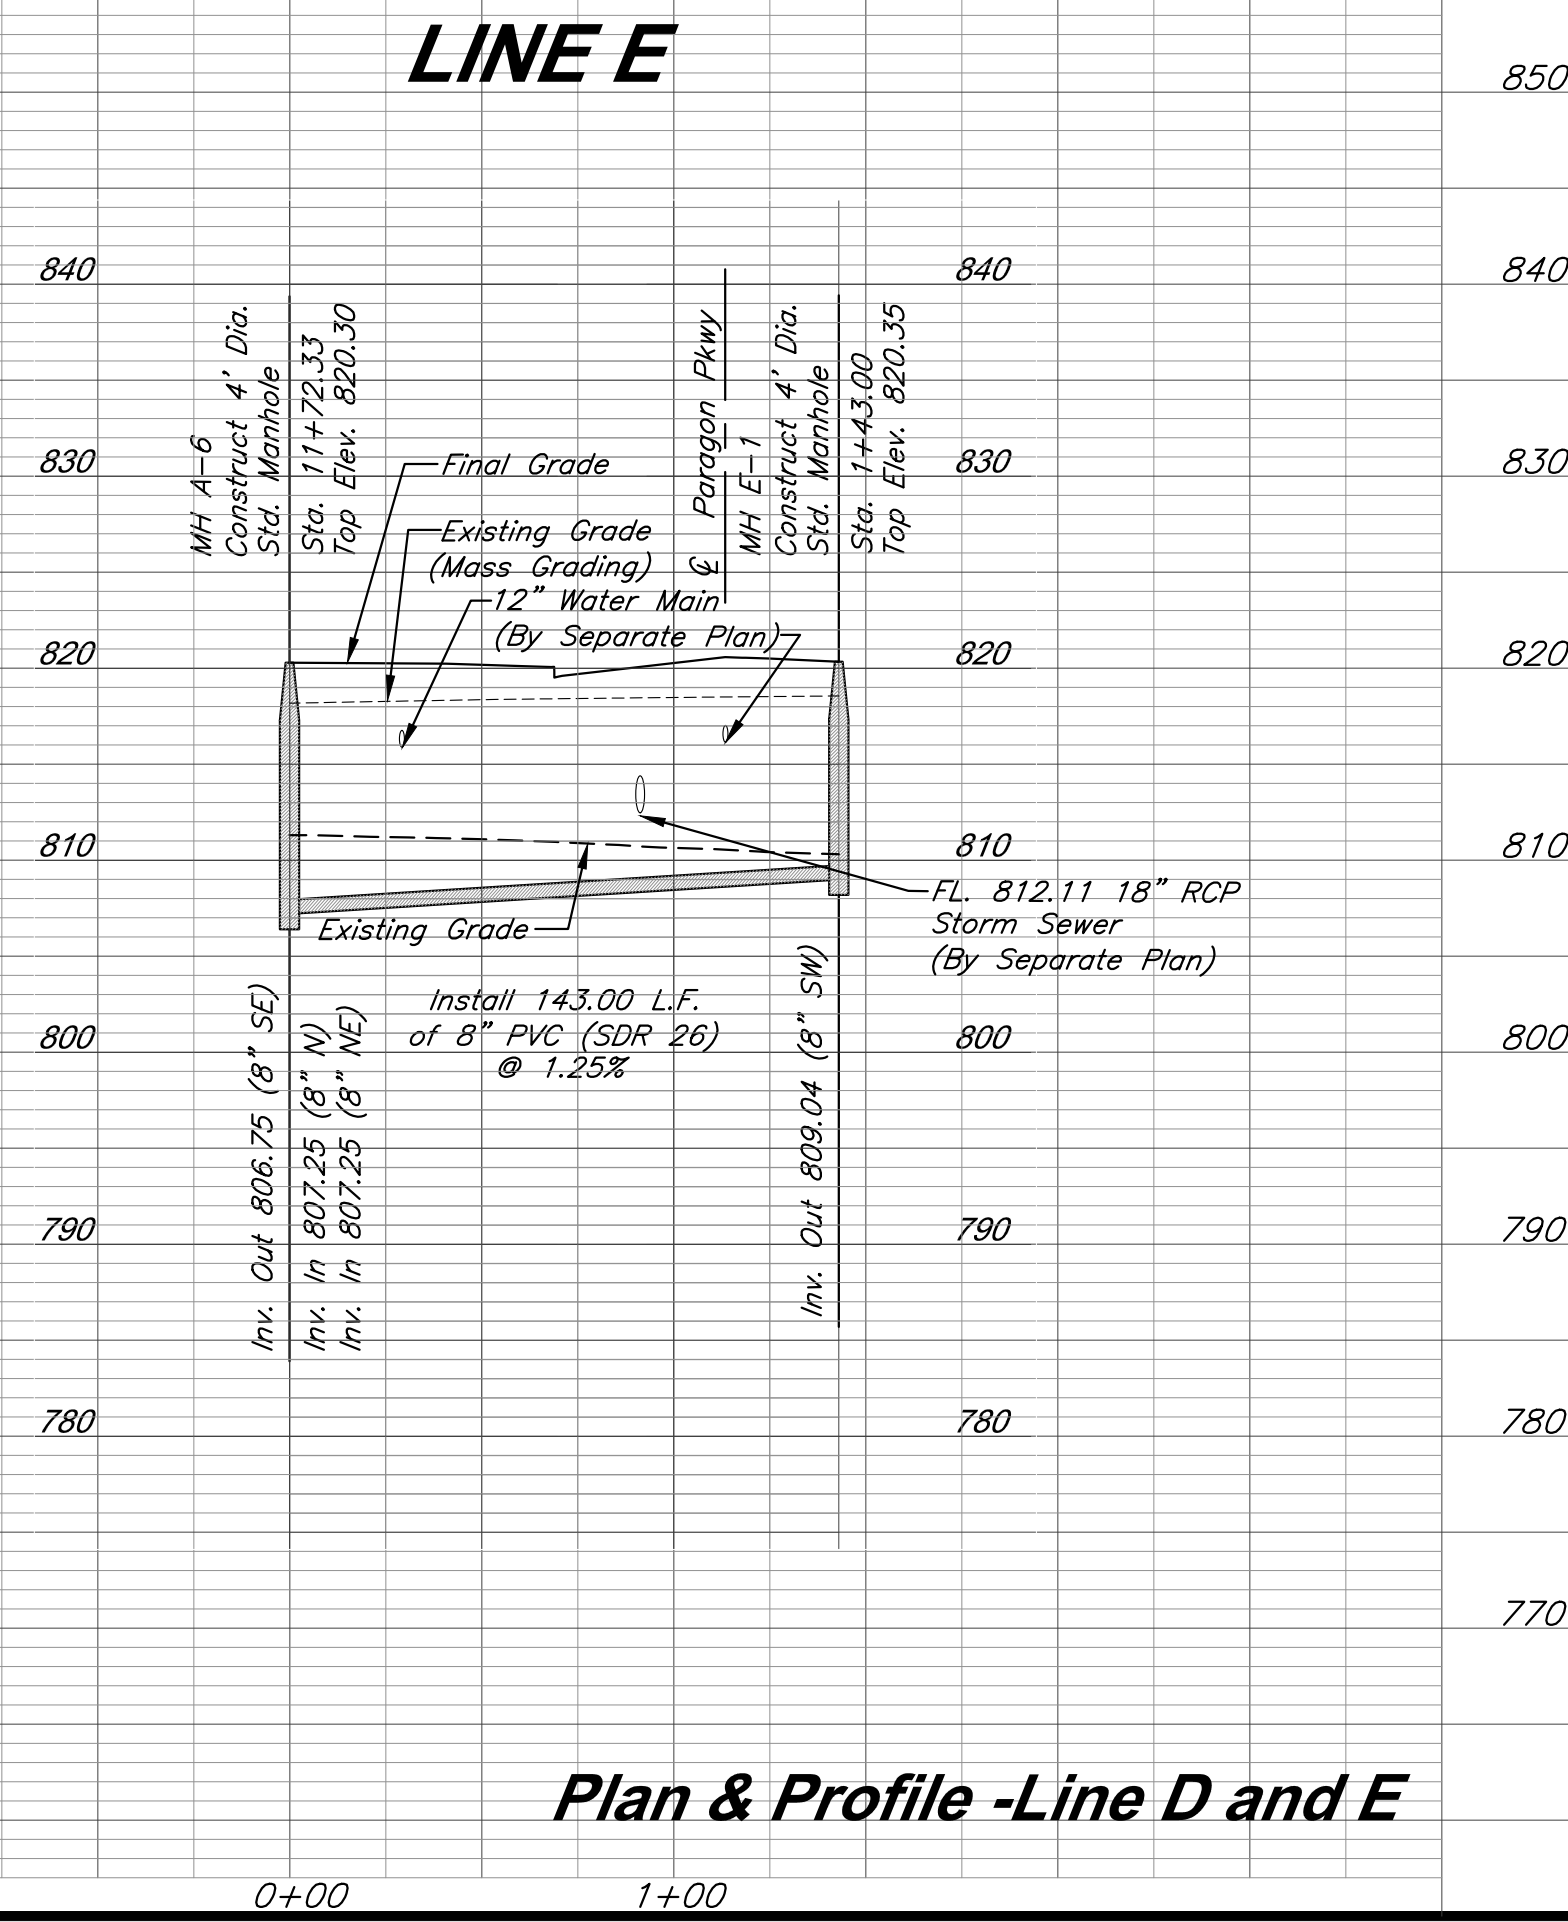 LINE E
850
840
840
840
MH A-6
Construct 4' Dia.
Std. Manhole
Sta. 11+72.33
Top Elev. 820.30
℄ Paragon Pkwy
MH E-1
Construct 4' Dia.
Std. Manhole
Sta. 1+43.00
Top Elev. 820.35
830
830
830
Final Grade
Existing Grade
(Mass Grading)
12" Water Main
(By Separate Plan)
820
820
820
810
810
810
FL. 812.11 18" RCP
Storm Sewer
(By Separate Plan)
Existing Grade
Install 143.00 L.F.
of 8" PVC (SDR 26)
@ 1.25%
800
800
800
Inv. Out 806.75 (8" SE)
Inv. In 807.25 (8" N)
Inv. In 807.25 (8" NE)
Inv. Out 809.04 (8" SW)
790
790
790
780
780
780
770
Plan & Profile -Line D and E
0+00
1+00